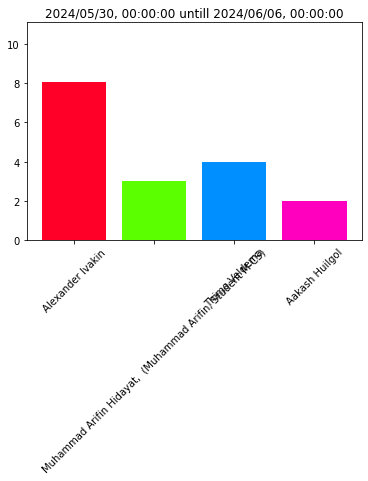 2024/05/30, 00:00:00 untill 2024/06/06, 00:00:00
10
8
6
4
2
0
Alexander Ivakin
Muhammad Arifin Hidayat, (Muhammad Arifin/ Student M-CS)
Aakash Huilgol